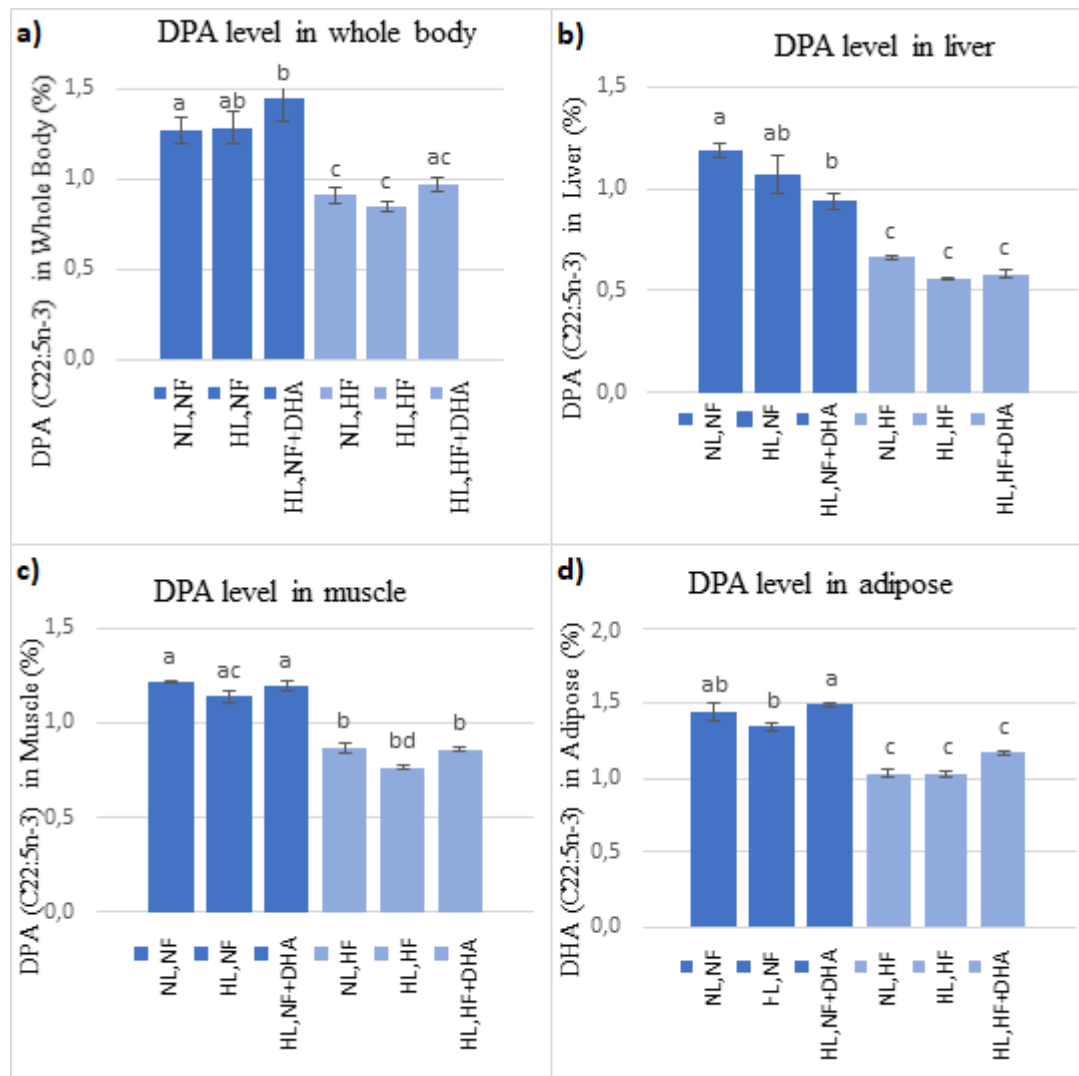 a)
DPA level in whole body
DPA (C22:5n-3) in Whole Body (%)
1,5
1,0
0,5
0,0
a
ab
b
c
c
ac
NL,NF
HL,NF
HL,NF+DHA
NL,HF
HL,HF
HL,HF+DHA
b)
DPA level in liver
DPA (C22:5n-3) in Liver (%)
1,5
1,0
0,5
0,0
a
ab
b
c
c
c
NL,NF
HL,NF
HL,NF+DHA
NL,HF
HL,HF
HL,HF+DHA
c)
DPA level in muscle
DPA (C22:5n-3) in Muscle (%)
1,5
1,0
0,5
0,0
a
ac
a
b
bd
b
NL,NF
HL,NF
HL,NF+DHA
NL,HF
HL,HF
HL,HF+DHA
d)
DPA level in adipose
DHA (C22:5n-3) in Adipose (%)
2,0
1,5
1,0
0,5
0,0
ab
b
a
c
c
c
NL,NF
HL,NF
HL,NF+DHA
NL,HF
HL,HF
HL,HF+DHA